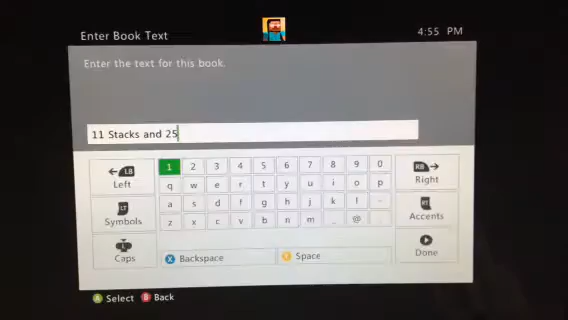 Enter Book Text
4:55 PM
Enter the text for this book.
11 Stacks and 25
LB
Left
1 2 3 4 5 6 7 8 9 0
RB
Right
q w e r t y u i o p
LT
Symbols
a s d f g h j k l -
RT
Accents
z x c v b n m _ @ .
L
Caps
X Backspace
Y Space
Done
A Select B Back